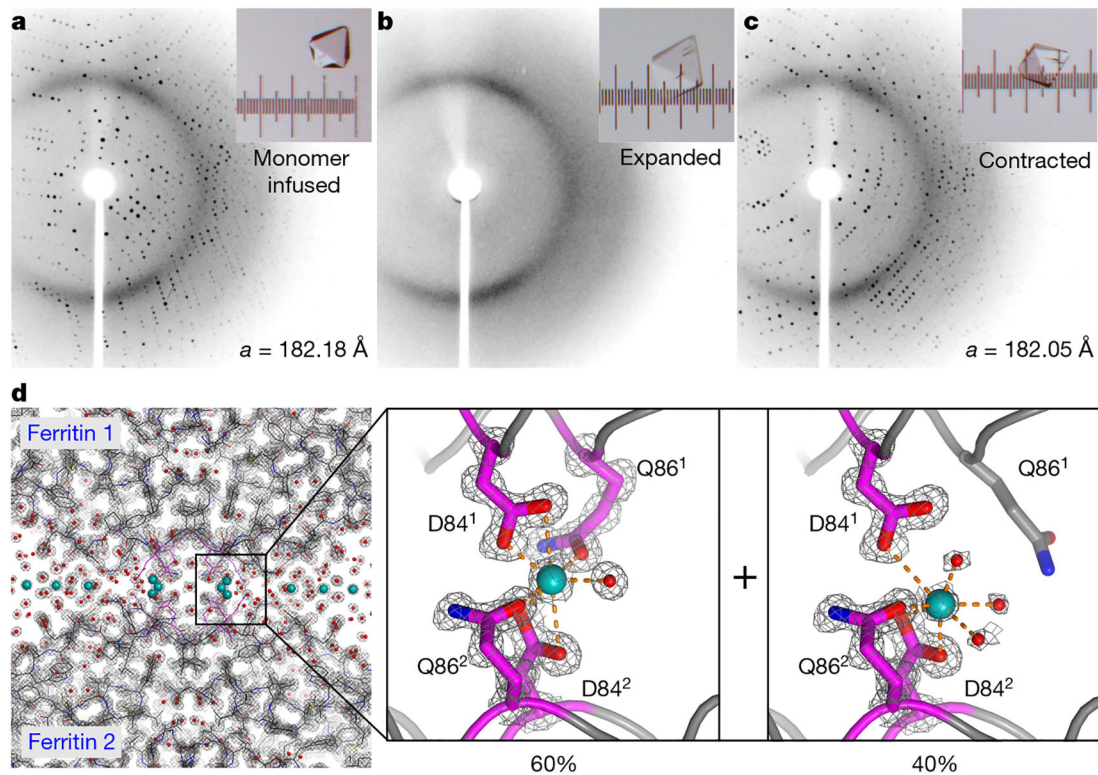 a
Monomer
infused
a = 182.18 Å
b
Expanded
c
Contracted
a = 182.05 Å
d
Ferritin 1
Ferritin 2
D84¹
Q86¹
Q86²
D84²
60%
+
D84¹
Q86¹
Q86²
D84²
40%